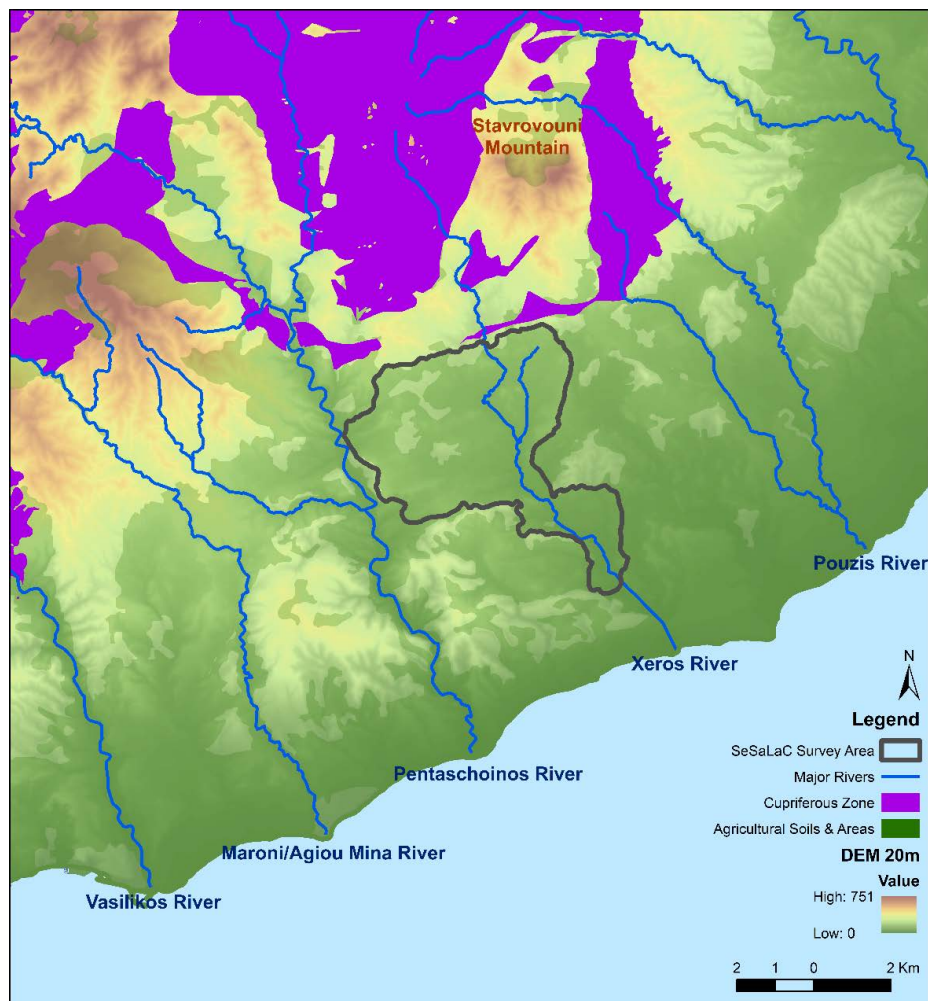 Stavrovouni
Mountain
Pouzis River
Xeros River
Pentaschoinos River
Maroni/Agiou Mina River
Vasilikos River
N
Legend
SeSaLaC Survey Area
Major Rivers
Cupriferous Zone
Agricultural Soils & Areas
DEM 20m
Value
High: 751
Low: 0
2 1 0 2 Km